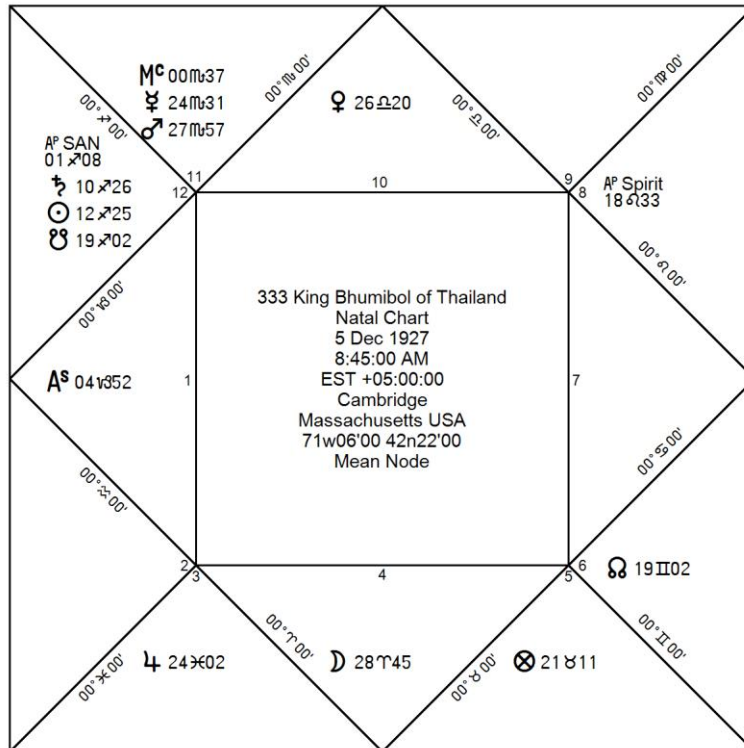 Mᶜ 00♏37
☿ 24♏31
♂ 27♏57
00°♏00'
♀ 26♎20
00°♎00'
00°♍00'
00°♐00'
Aᴾ SAN
01♐08
♄ 10♐26
☉ 12♐25
☋ 19♐02
11
12
10
9
8
Aᴾ Spirit
18♌33
00°♑00'
00°♌00'
333 King Bhumibol of Thailand
Natal Chart
5 Dec 1927
8:45:00 AM
EST +05:00:00
Cambridge
Massachusetts USA
71w06'00 42n22'00
Mean Node
Aˢ 04♑52
1
7
00°♒00'
00°♋00'
2
3
4
6
5
☊ 19♊02
00°♓00'
♃ 24♓02
00°♈00'
☽ 28♈45
00°♉00'
⊗ 21♉11
00°♊00'